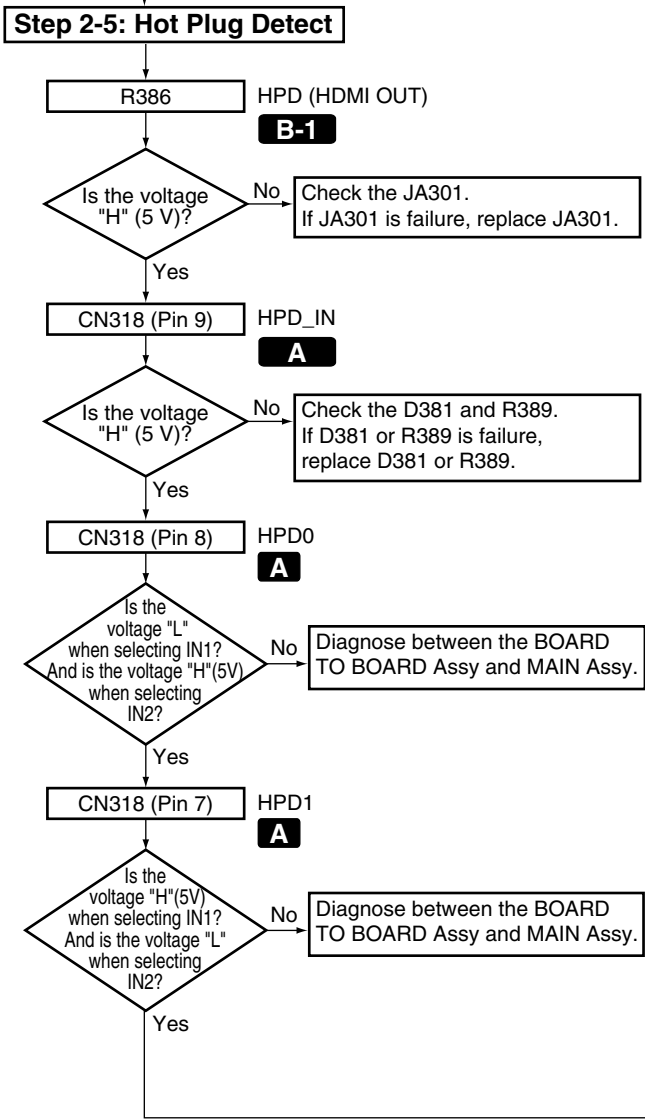 Step 2-5: Hot Plug Detect
R386
HPD (HDMI OUT)
B-1
Is the voltage
"H" (5 V)?
No
Check the JA301.
If JA301 is failure, replace JA301.
Yes
CN318 (Pin 9)
HPD_IN
A
Is the voltage
"H" (5 V)?
No
Check the D381 and R389.
If D381 or R389 is failure,
replace D381 or R389.
Yes
CN318 (Pin 8)
HPD0
A
Is the
voltage "L"
when selecting IN1?
And is the voltage "H"(5V)
when selecting
IN2?
No
Diagnose between the BOARD
TO BOARD Assy and MAIN Assy.
Yes
CN318 (Pin 7)
HPD1
A
Is the
voltage "H"(5V)
when selecting IN1?
And is the voltage "L"
when selecting
IN2?
No
Diagnose between the BOARD
TO BOARD Assy and MAIN Assy.
Yes